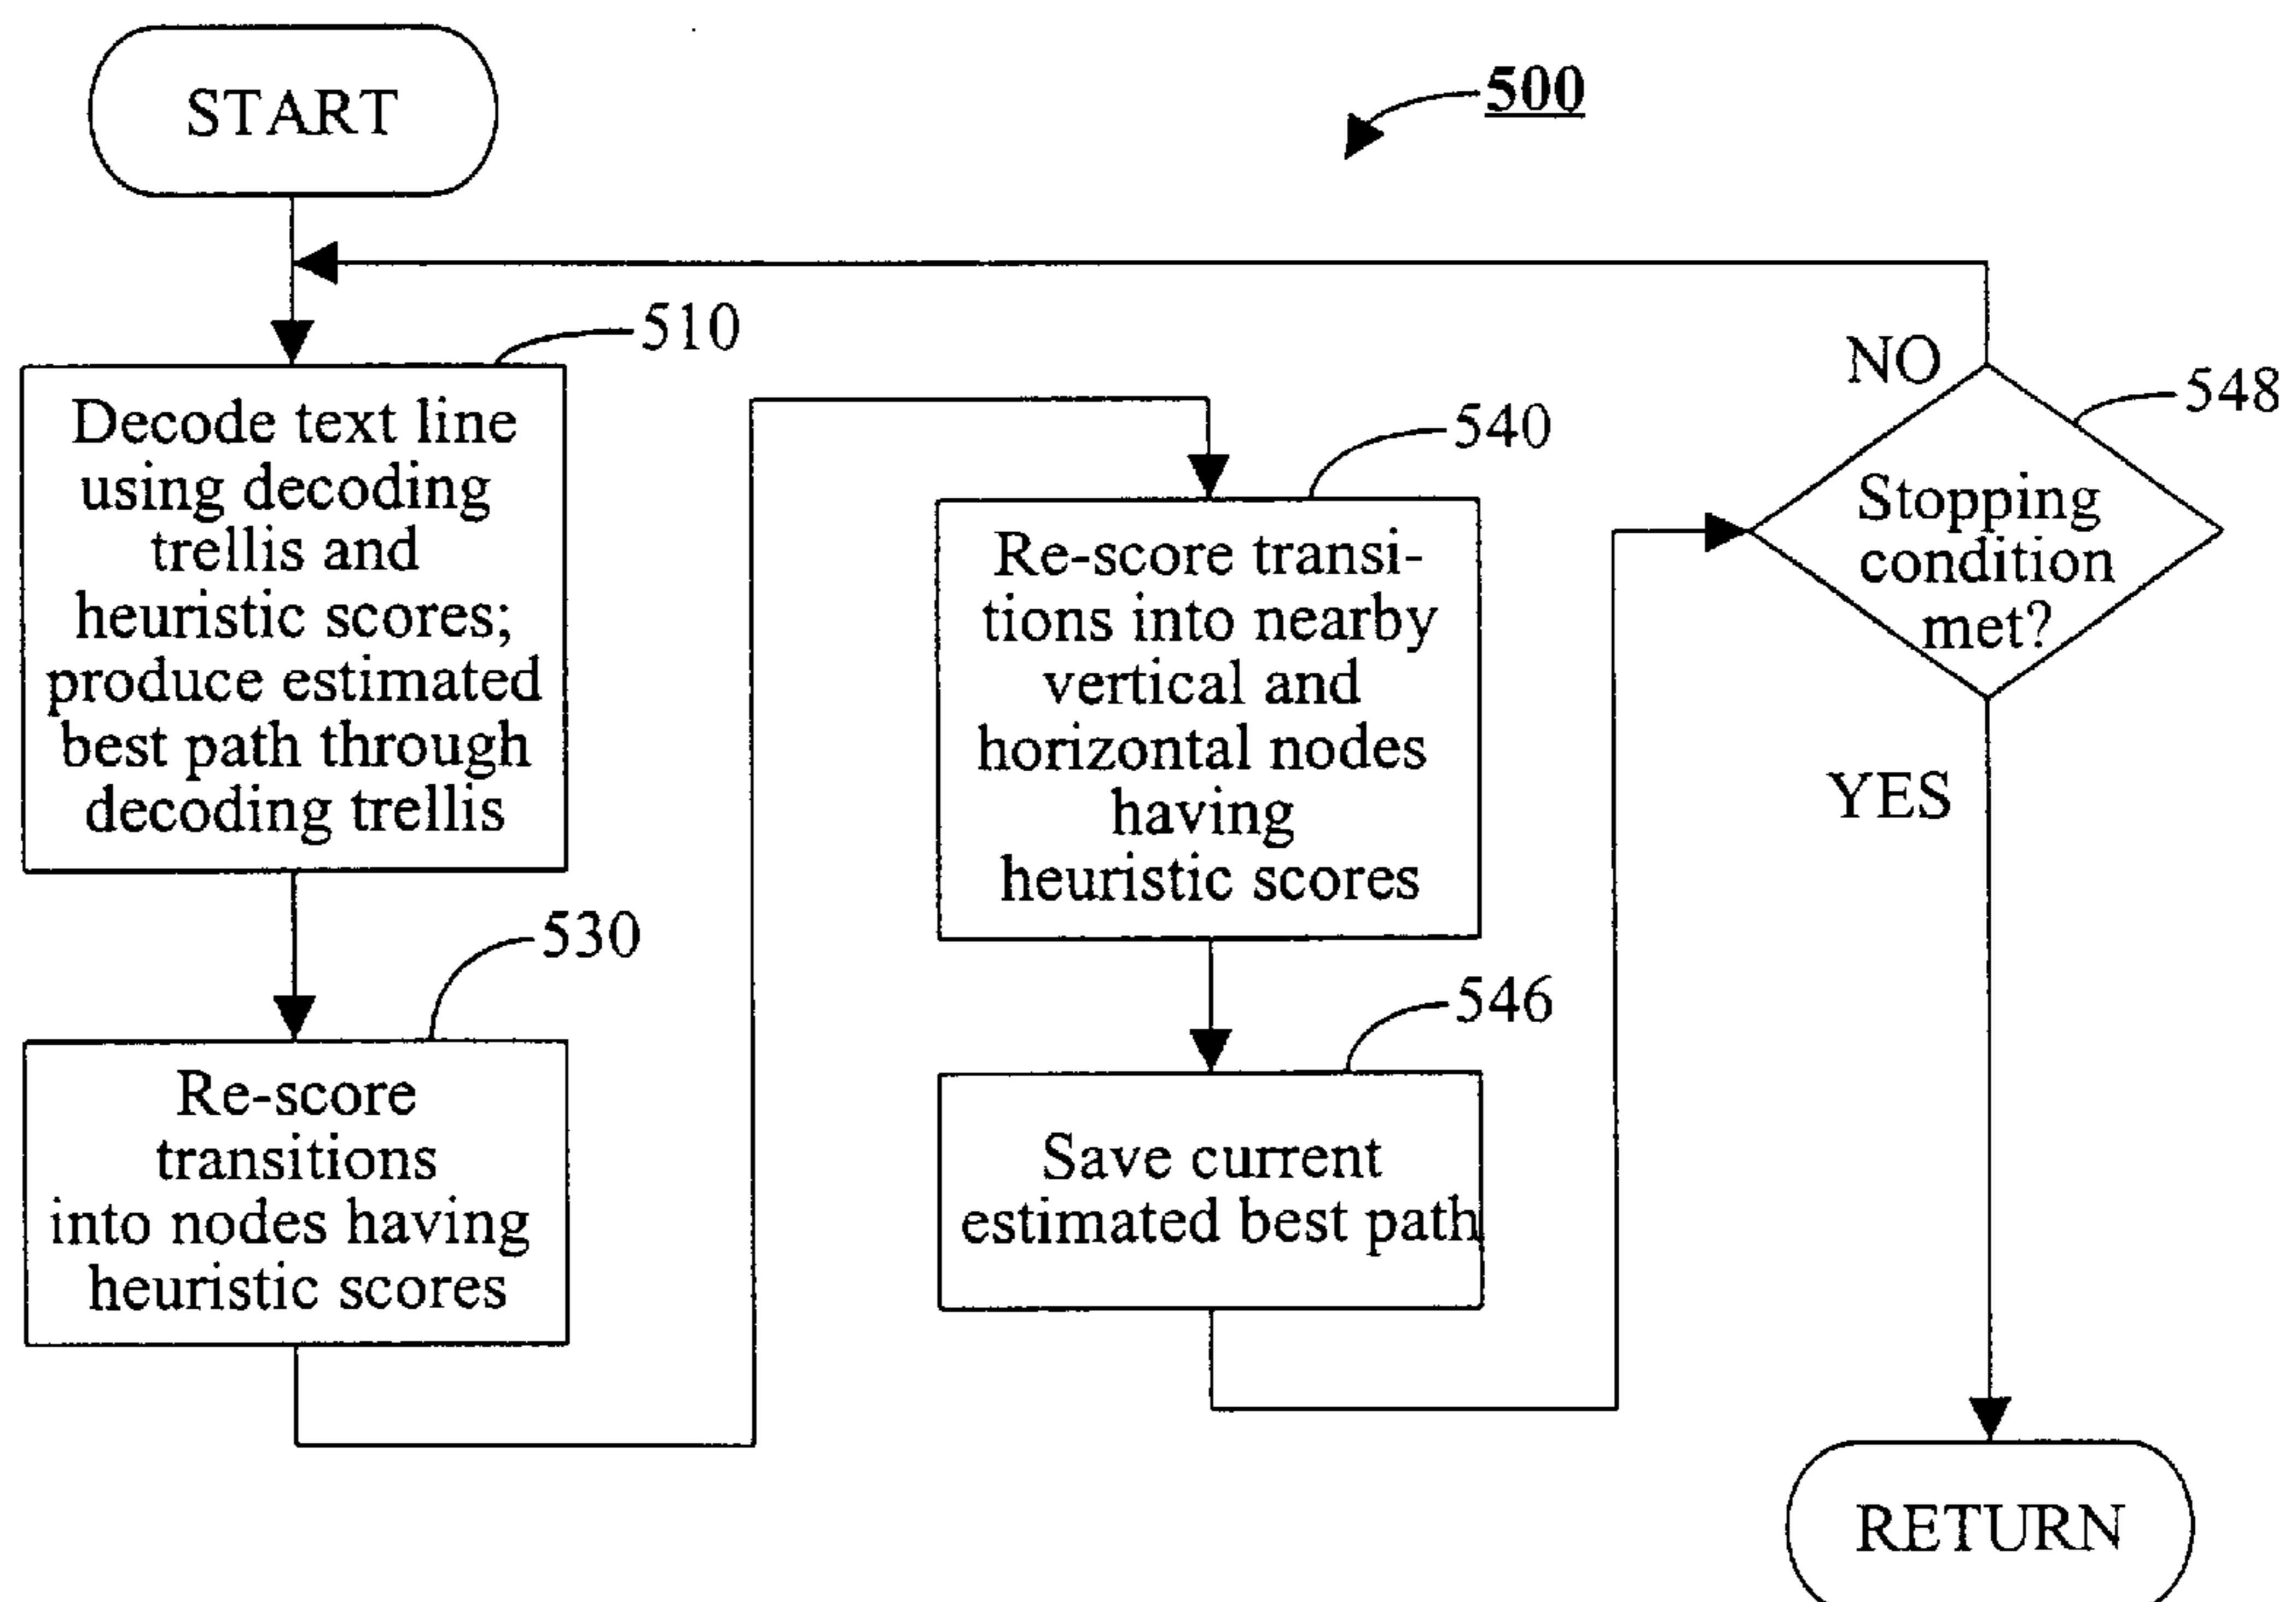 START
500
510
Decode text line
using decoding
trellis and
heuristic scores;
produce estimated
best path through
decoding trellis
530
Re-score
transitions
into nodes having
heuristic scores
540
Re-score transi-
tions into nearby
vertical and
horizontal nodes
having
heuristic scores
546
Save current
estimated best path
NO
548
Stopping
condition
met?
YES
RETURN